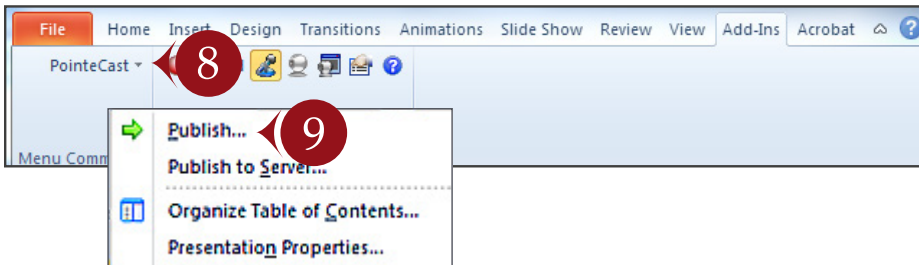 File Home Insert Design Transitions Animations Slide Show Review View Add-Ins Acrobat
PointeCast 8
Publish... 9
Menu Comm
Publish to Server...
Organize Table of Contents...
Presentation Properties...